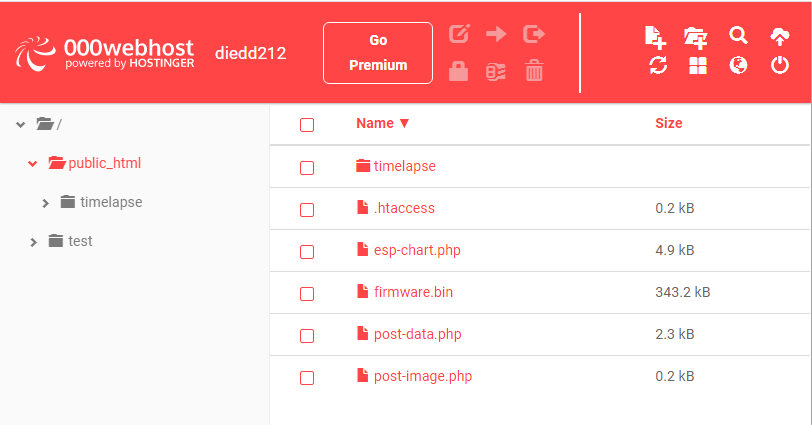 000webhost
powered by HOSTINGER
diedd212
Go
Premium
/
public_html
timelapse
test
Name ▼ Size
timelapse
.htaccess 0.2 kB
esp-chart.php 4.9 kB
firmware.bin 343.2 kB
post-data.php 2.3 kB
post-image.php 0.2 kB